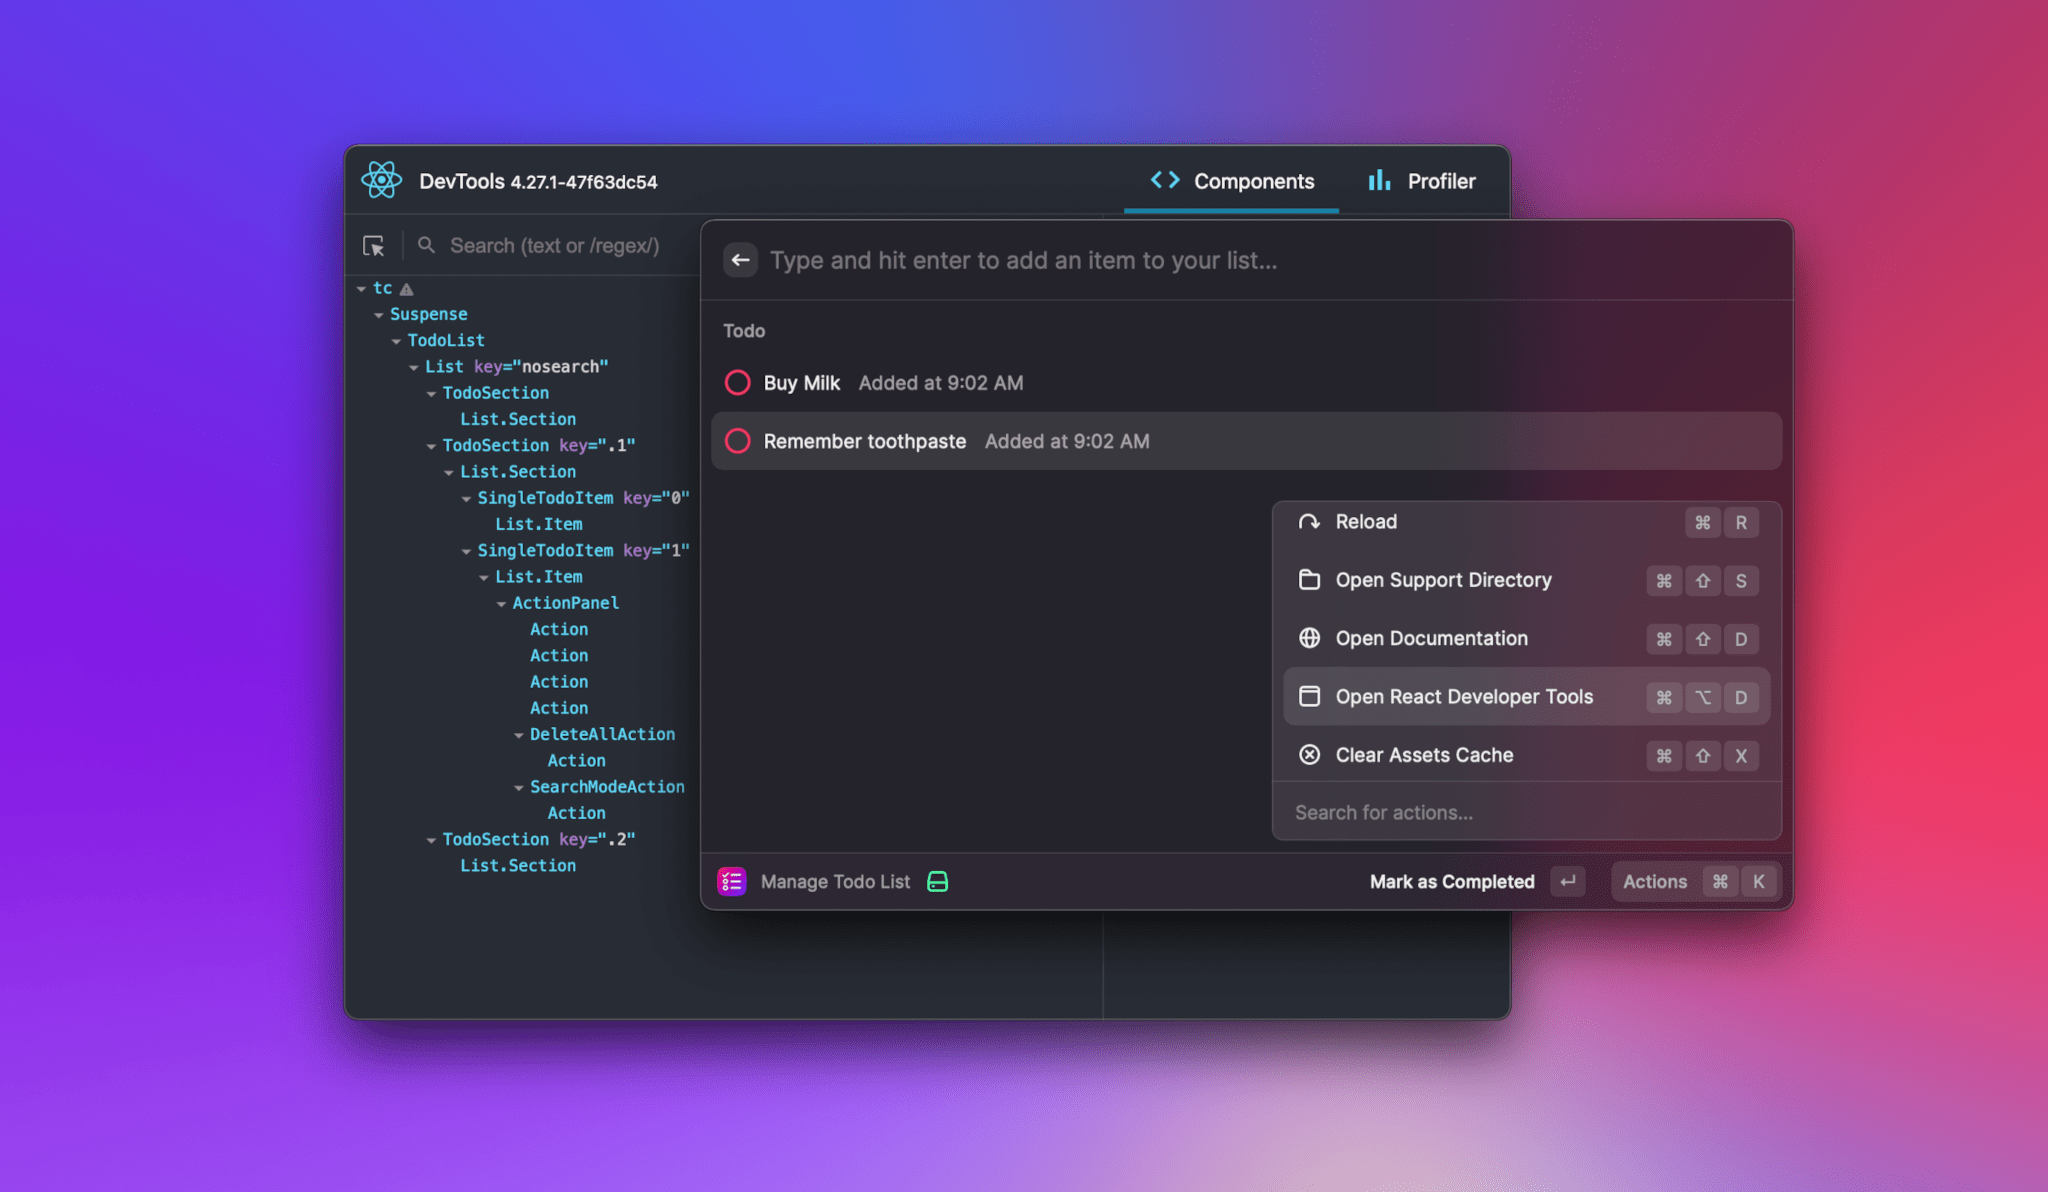 DevTools 4.27.1-47f63dc54
Components
Profiler
Search (text or /regex/)
tc
Suspense
TodoList
List key="nosearch"
TodoSection
List.Section
TodoSection key=".1"
List.Section
SingleTodoItem key="0"
List.Item
SingleTodoItem key="1"
List.Item
ActionPanel
Action
Action
Action
Action
DeleteAllAction
Action
SearchModeAction
Action
TodoSection key=".2"
List.Section
Type and hit enter to add an item to your list...
Todo
Buy Milk Added at 9:02 AM
Remember toothpaste Added at 9:02 AM
Reload ⌘ R
Open Support Directory ⌘ ⇧ S
Open Documentation ⌘ ⇧ D
Open React Developer Tools ⌘ ⌥ D
Clear Assets Cache ⌘ ⇧ X
Search for actions...
Manage Todo List
Mark as Completed ↵
Actions ⌘ K